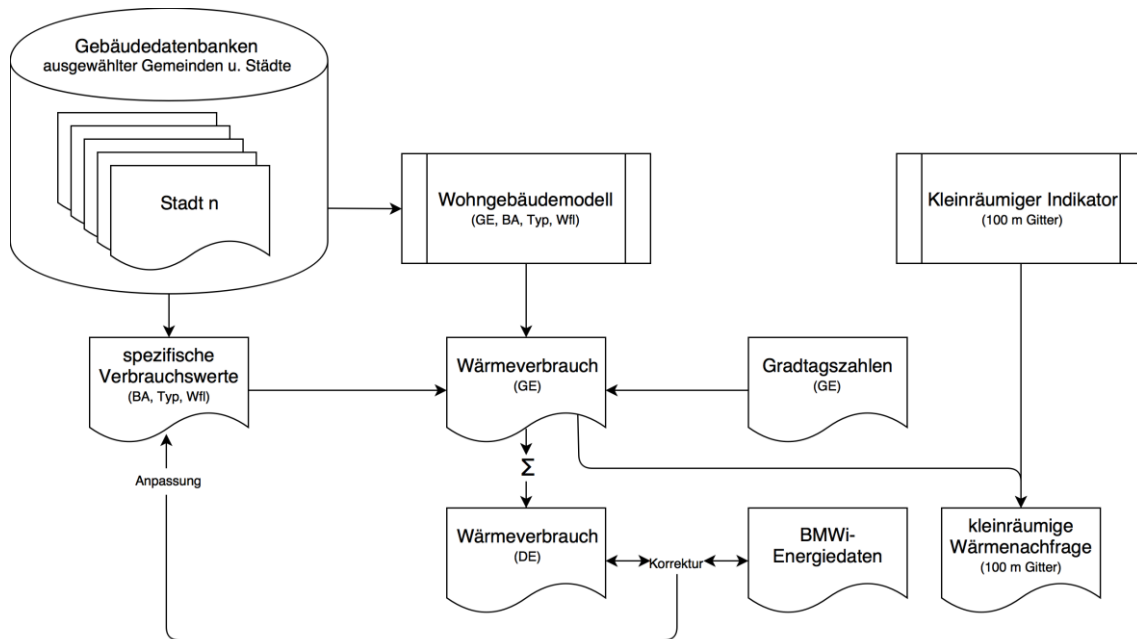 Gebäudedatenbanken
ausgewählter Gemeinden u. Städte
Stadt n
Wohngebäudemodell
(GE, BA, Typ, Wfl)
Kleinräumiger Indikator
(100 m Gitter)
spezifische
Verbrauchswerte
(BA, Typ, Wfl)
Wärmeverbrauch
(GE)
Gradtagszahlen
(GE)
Anpassung
Σ
Wärmeverbrauch
(DE)
Korrektur
BMWi-
Energiedaten
kleinräumige
Wärmenachfrage
(100 m Gitter)